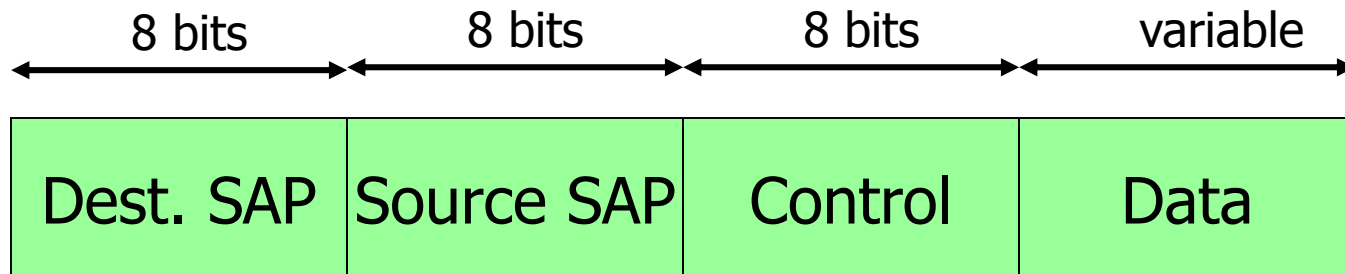 8 bits 8 bits 8 bits variable
Dest. SAP Source SAP Control Data